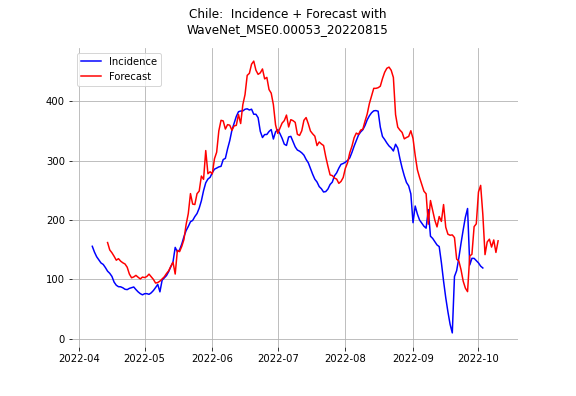 Chile:  Incidence + Forecast with
WaveNet_MSE0.00053_20220815
Incidence
Forecast
400
300
200
100
0
2022-04 2022-05 2022-06 2022-07 2022-08 2022-09 2022-10